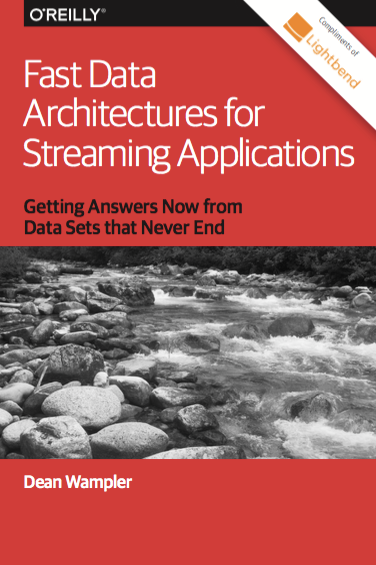 O'REILLY®
Compliments of
Lightbend
Fast Data
Architectures for
Streaming Applications
Getting Answers Now from
Data Sets that Never End
Dean Wampler